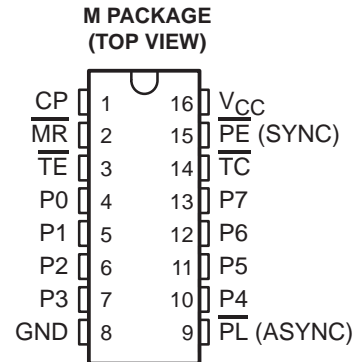 M PACKAGE
(TOP VIEW)
CP 1 16 VCC
MR 2 15 PE (SYNC)
TE 3 14 TC
P0 4 13 P7
P1 5 12 P6
P2 6 11 P5
P3 7 10 P4
GND 8 9 PL (ASYNC)